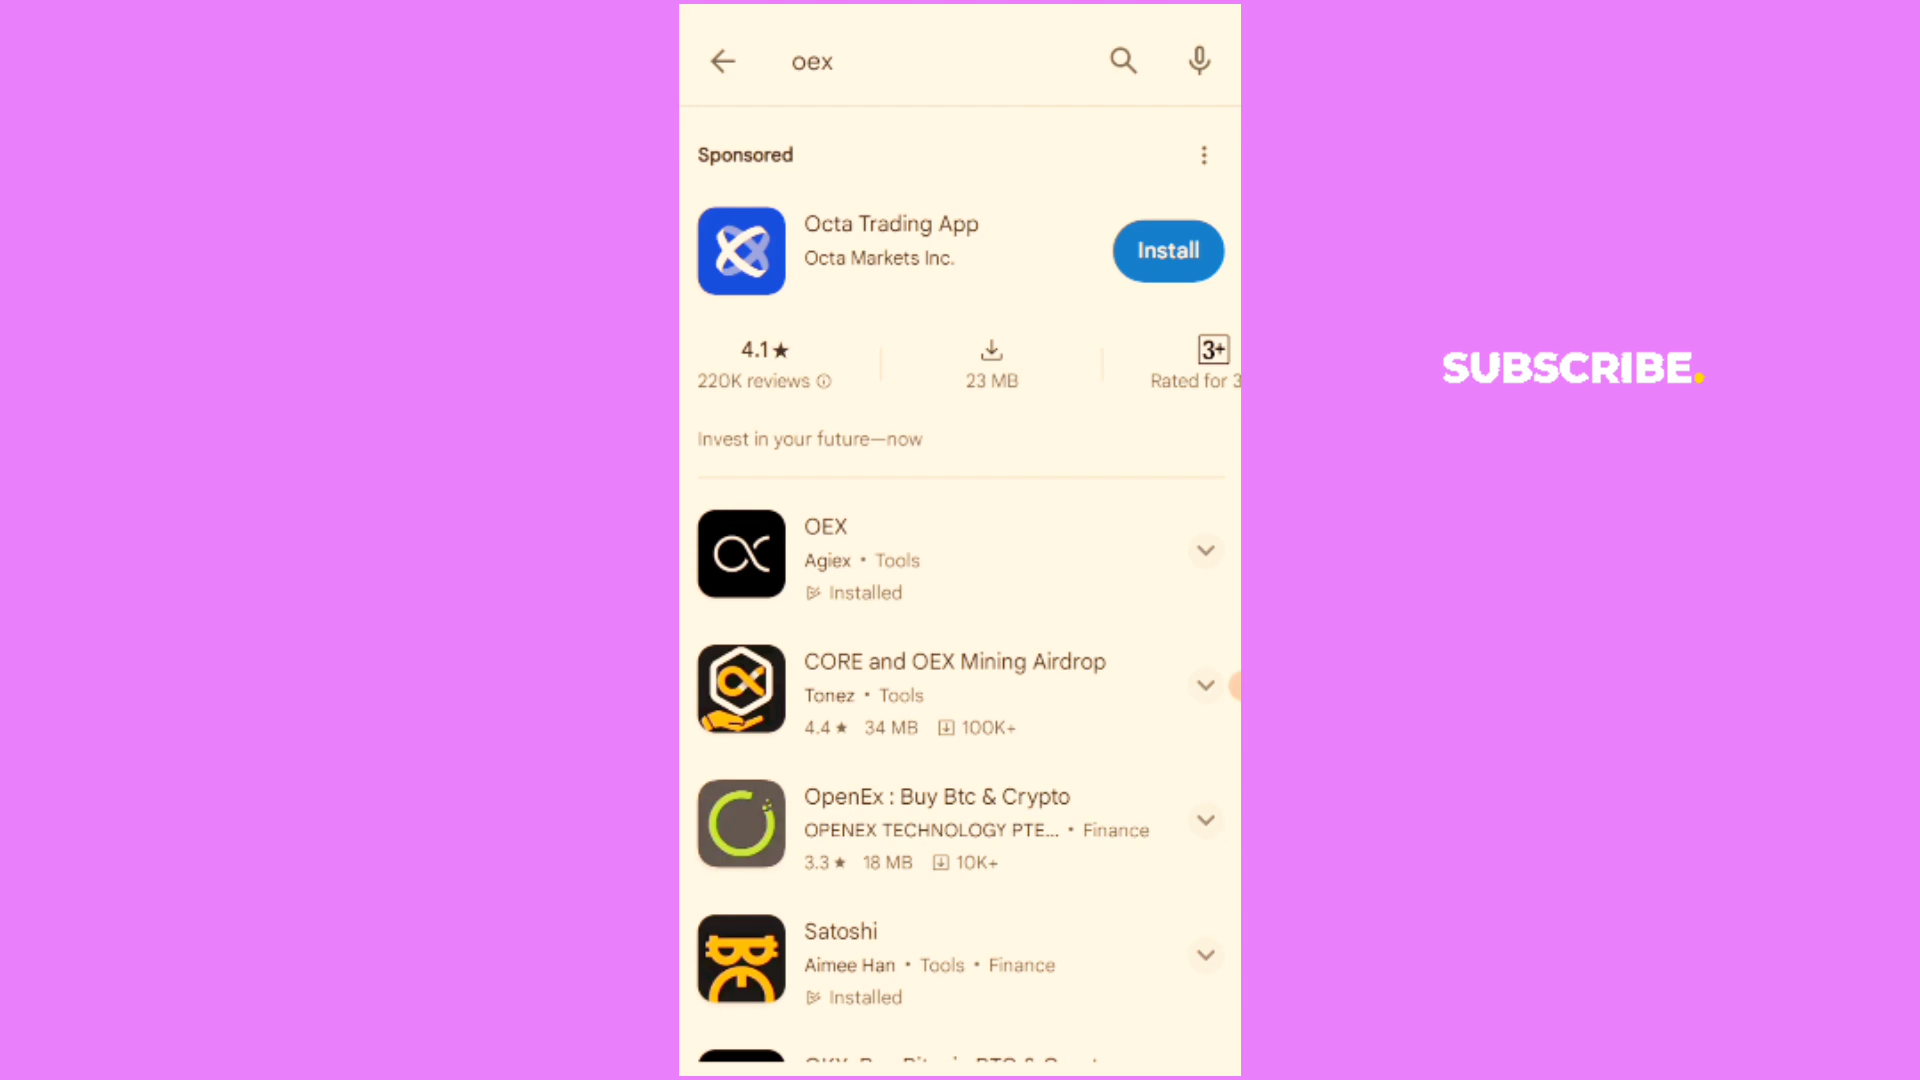 oex
Sponsored
Octa Trading App
Octa Markets Inc.
Install
4.1★
220K reviews
23 MB
3+
Rated for 3
Invest in your future—now
SUBSCRIBE.
OEX
Agiex • Tools
Installed
CORE and OEX Mining Airdrop
Tonez • Tools
4.4★ 34 MB 100K+
OpenEx : Buy Btc & Crypto
OPENEX TECHNOLOGY PTE... • Finance
3.3★ 18 MB 10K+
Satoshi
Aimee Han • Tools • Finance
Installed